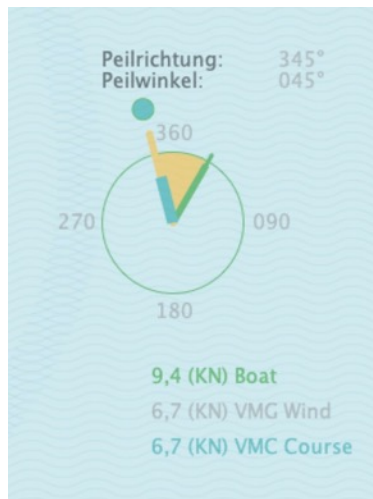 Peilrichtung: 345°
Peilwinkel: 045°
360
270 090
180
9,4 (KN) Boat
6,7 (KN) VMG Wind
6,7 (KN) VMC Course